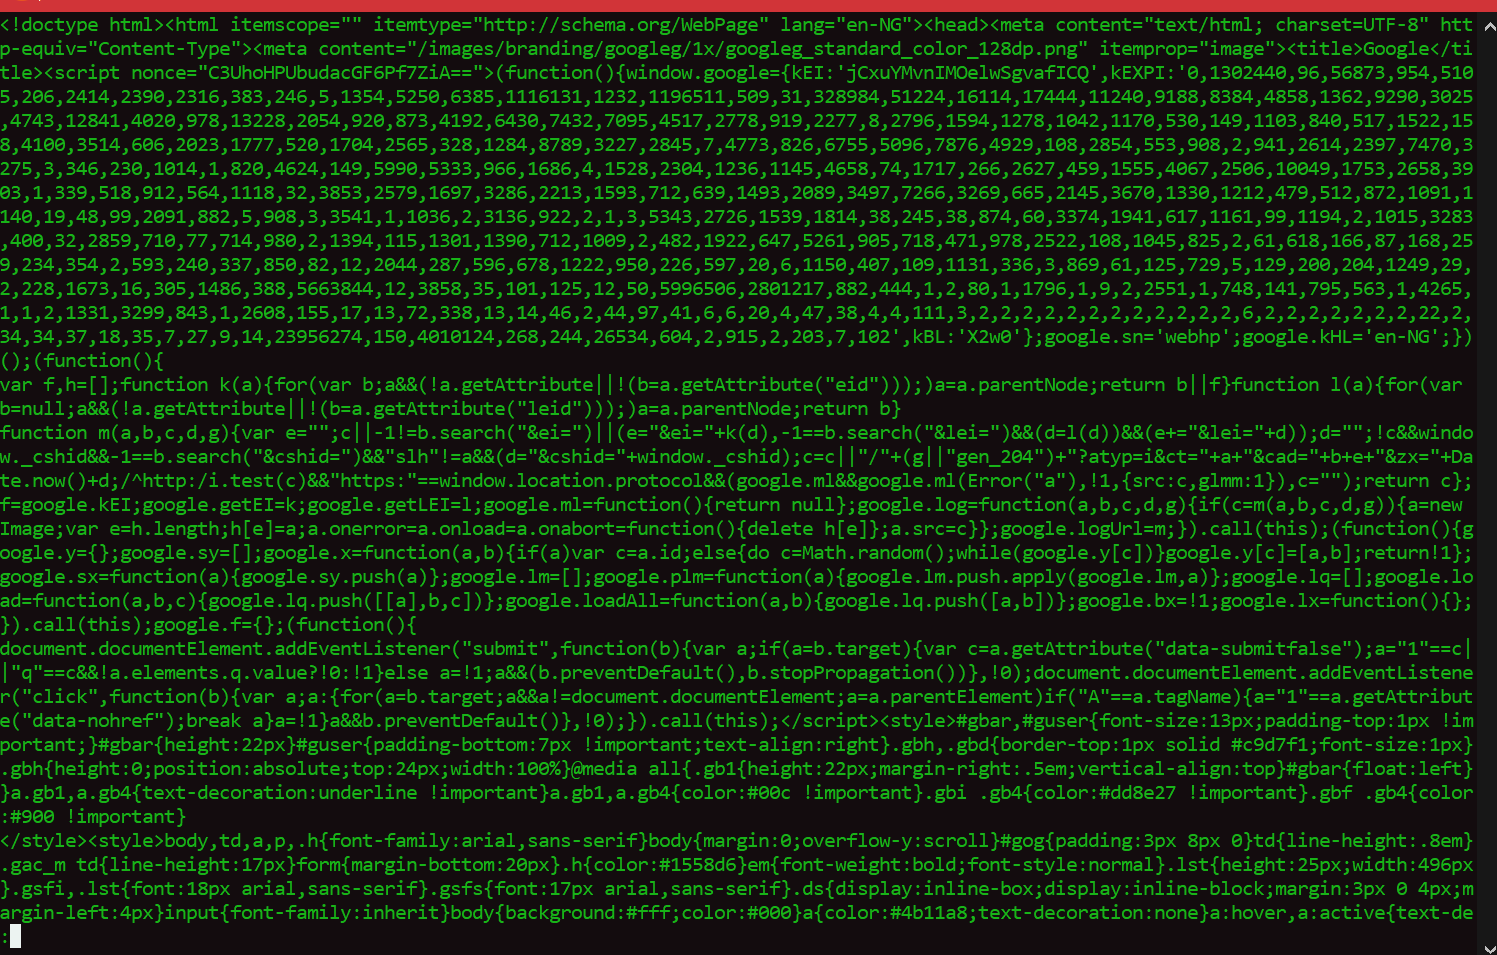 <!doctype html><html itemscope="" itemtype="http://schema.org/WebPage" lang="en-NG"><head><meta content="text/html; charset=UTF-8" htt
p-equiv="Content-Type"><meta content="/images/branding/googleg/1x/googleg_standard_color_128dp.png" itemprop="image"><title>Google</ti
tle><script nonce="C3UhoHPUbudacGF6Pf7ZiA==">(function(){window.google={kEI:'jCxuYMvnIMOelwSgvafICQ',kEXPI:'0,1302440,96,56873,954,510
5,206,2414,2390,2316,383,246,5,1354,5250,6385,1116131,1232,1196511,509,31,328984,51224,16114,17444,11240,9188,8384,4858,1362,9290,3025
,4743,12841,4020,978,13228,2054,920,873,4192,6430,7432,7095,4517,2778,919,2277,8,2796,1594,1278,1042,1170,530,149,1103,840,517,1522,15
8,4100,3514,606,2023,1777,520,1704,2565,328,1284,8789,3227,2845,7,4773,826,6755,5096,7876,4929,108,2854,553,908,2,941,2614,2397,7470,3
275,3,346,230,1014,1,820,4624,149,5990,5333,966,1686,4,1528,2304,1236,1145,4658,74,1717,266,2627,459,1555,4067,2506,10049,1753,2658,39
03,1,339,518,912,564,1118,32,3853,2579,1697,3286,2213,1593,712,639,1493,2089,3497,7266,3269,665,2145,3670,1330,1212,479,512,872,1091,1
140,19,48,99,2091,882,5,908,3,3541,1,1036,2,3136,922,2,1,3,5343,2726,1539,1814,38,245,38,874,60,3374,1941,617,1161,99,1194,2,1015,3283
,400,32,2859,710,77,714,980,2,1394,115,1301,1390,712,1009,2,482,1922,647,5261,905,718,471,978,2522,108,1045,825,2,61,618,166,87,168,25
9,234,354,2,593,240,337,850,82,12,2044,287,596,678,1222,950,226,597,20,6,1150,407,109,1131,336,3,869,61,125,729,5,129,200,204,1249,29,
2,228,1673,16,305,1486,388,5663844,12,3858,35,101,125,12,50,5996506,2801217,882,444,1,2,80,1,1796,1,9,2,2551,1,748,141,795,563,1,4265,
1,1,2,1331,3299,843,1,2608,155,17,13,72,338,13,14,46,2,44,97,41,6,6,20,4,47,38,4,4,111,3,2,2,2,2,2,2,2,2,2,2,2,2,6,2,2,2,2,2,2,2,22,2,
34,34,37,18,35,7,27,9,14,23956274,150,4010124,268,244,26534,604,2,915,2,203,7,102',kBL:'X2w0'};google.sn='webhp';google.kHL='en-NG';})
();(function(){
var f,h=[];function k(a){for(var b;a&&(!a.getAttribute||!(b=a.getAttribute("eid")));)a=a.parentNode;return b||f}function l(a){for(var
b=null;a&&(!a.getAttribute||!(b=a.getAttribute("leid")));)a=a.parentNode;return b}
function m(a,b,c,d,g){var e="";c||-1!=b.search("&ei=")||(e="&ei="+k(d),-1==b.search("&lei=")&&(d=l(d))&&(e+="&lei="+d));d="";!c&&windo
w._cshid&&-1==b.search("&cshid=")&&"slh"!=a&&(d="&cshid="+window._cshid);c=c||"/"+(g||"gen_204")+"?atyp=i&ct="+a+"&cad="+b+e+"&zx="+Da
te.now()+d;/^http:/i.test(c)&&"https:"==window.location.protocol&&(google.ml&&google.ml(Error("a"),!1,{src:c,glmm:1}),c="");return c};
f=google.kEI;google.getEI=k;google.getLEI=l;google.ml=function(){return null};google.log=function(a,b,c,d,g){if(c=m(a,b,c,d,g)){a=new
Image;var e=h.length;h[e]=a;a.onerror=a.onload=a.onabort=function(){delete h[e]};a.src=c}};google.logUrl=m;}).call(this);(function(){g
oogle.y={};google.sy=[];google.x=function(a,b){if(a)var c=a.id;else{do c=Math.random();while(google.y[c])}google.y[c]=[a,b];return!1};
google.sx=function(a){google.sy.push(a)};google.lm=[];google.plm=function(a){google.lm.push.apply(google.lm,a)};google.lq=[];google.lo
ad=function(a,b,c){google.lq.push([[a],b,c])};google.loadAll=function(a,b){google.lq.push([a,b])};google.bx=!1;google.lx=function(){};
}).call(this);google.f={};(function(){
document.documentElement.addEventListener("submit",function(b){var a;if(a=b.target){var c=a.getAttribute("data-submitfalse");a="1"==c|
|"q"==c&&!a.elements.q.value?!0:!1}else a=!1;a&&(b.preventDefault(),b.stopPropagation())},!0);document.documentElement.addEventListene
r("click",function(b){var a;a:{for(a=b.target;a&&a!=document.documentElement;a=a.parentElement)if("A"==a.tagName){a="1"==a.getAttribut
e("data-nohref");break a}a=!1}a&&b.preventDefault()},!0);}).call(this);</script><style>#gbar,#guser{font-size:13px;padding-top:1px !im
portant;}#gbar{height:22px}#guser{padding-bottom:7px !important;text-align:right}.gbh,.gbd{border-top:1px solid #c9d7f1;font-size:1px}
.gbh{height:0;position:absolute;top:24px;width:100%}@media all{.gb1{height:22px;margin-right:.5em;vertical-align:top}#gbar{float:left}
}a.gb1,a.gb4{text-decoration:underline !important}a.gb1,a.gb4{color:#00c !important}.gbi .gb4{color:#dd8e27 !important}.gbf .gb4{color
:#900 !important}
</style><style>body,td,a,p,.h{font-family:arial,sans-serif}body{margin:0;overflow-y:scroll}#gog{padding:3px 8px 0}td{line-height:.8em}
.gac_m td{line-height:17px}form{margin-bottom:20px}.h{color:#1558d6}em{font-weight:bold;font-style:normal}.lst{height:25px;width:496px
}.gsfi,.lst{font:18px arial,sans-serif}.gsfs{font:17px arial,sans-serif}.ds{display:inline-box;display:inline-block;margin:3px 0 4px;m
argin-left:4px}input{font-family:inherit}body{background:#fff;color:#000}a{color:#4b11a8;text-decoration:none}a:hover,a:active{text-de
: